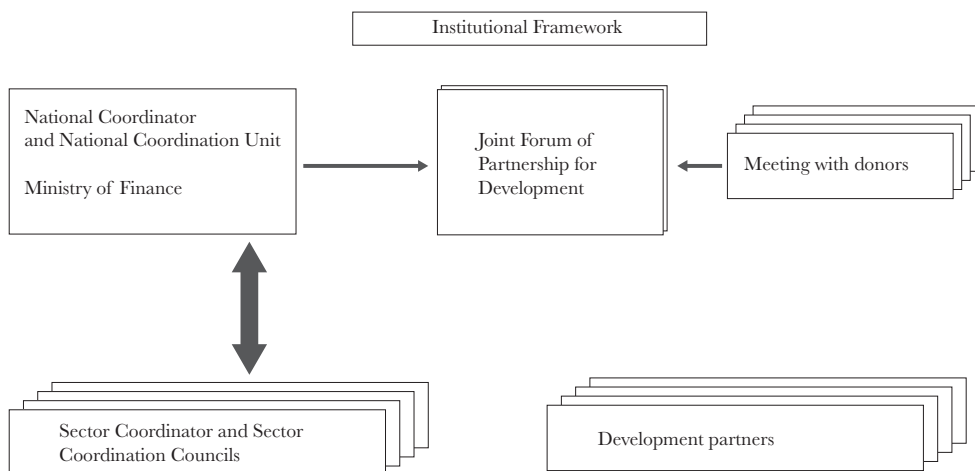 Institutional Framework
National Coordinator
and National Coordination Unit
Ministry of Finance
Joint Forum of
Partnership for
Development
Meeting with donors
Sector Coordinator and Sector
Coordination Councils
Development partners